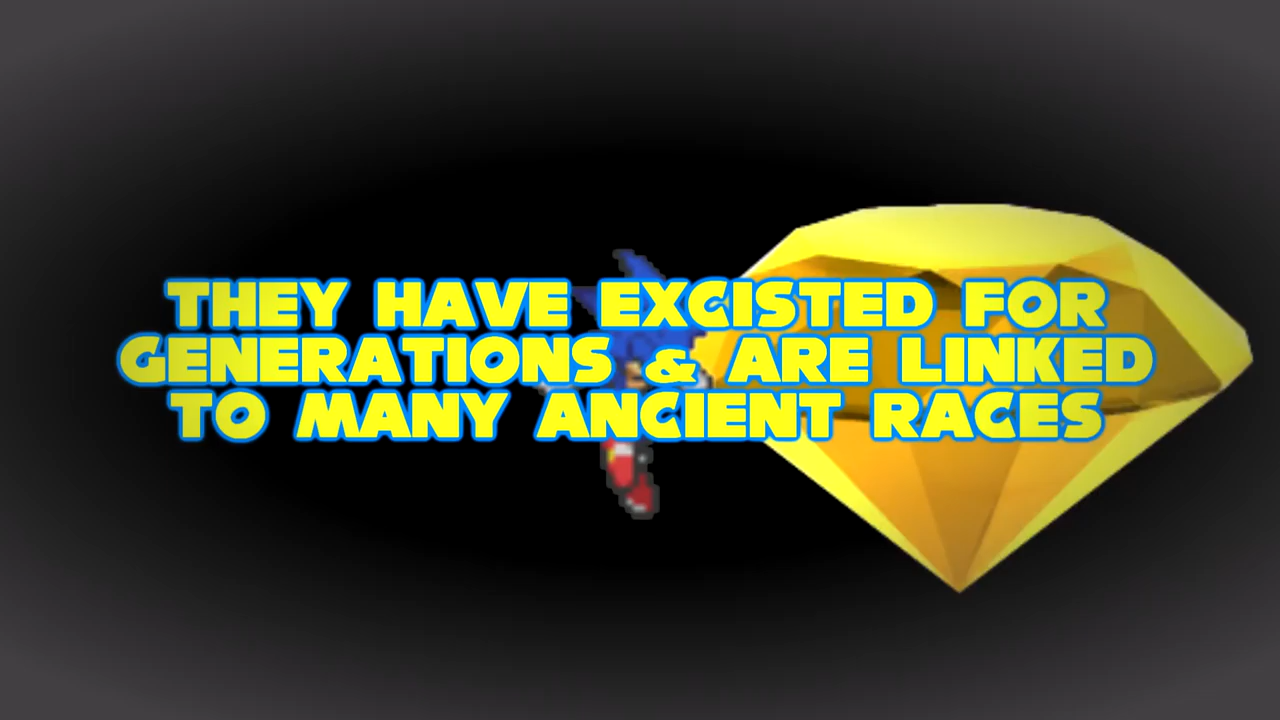 THEY HAVE EXCISTED FOR
GENERATIONS & ARE LINKED
TO MANY ANCIENT RACES